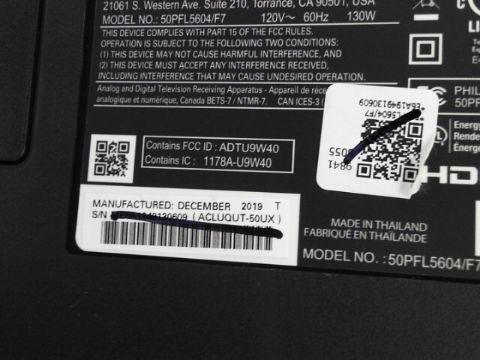 21061 S. Western Ave. Suite 210, Torrance, CA 90501, USA
MODEL NO.: 50PFL5604/F7 120V~ 60Hz 130W
THIS DEVICE COMPLIES WITH PART 15 OF THE FCC RULES.
OPERATION IS SUBJECT TO THE FOLLOWING TWO CONDITIONS:
(1) THIS DEVICE MAY NOT CAUSE HARMFUL INTERFERENCE, AND
(2) THIS DEVICE MUST ACCEPT ANY INTERFERENCE RECEIVED,
INCLUDING INTERFERENCE THAT MAY CAUSE UNDESIRED OPERATION
Analog and Digital Television Receiving Apparatus - Appareil de
analogique et numérique, Canada BETS-7 / NTMR-7. CAN ICES-3
Contains FCC ID : ADTU9W40
Contains IC : 1178A-U9W40
MANUFACTURED: DECEMBER 2019 T
S/N (ACLUQUT-50UX)
MADE IN THAILAND
FABRIQUÉ EN THAÏLANDE
MODEL NO.: 50PFL5604/F7